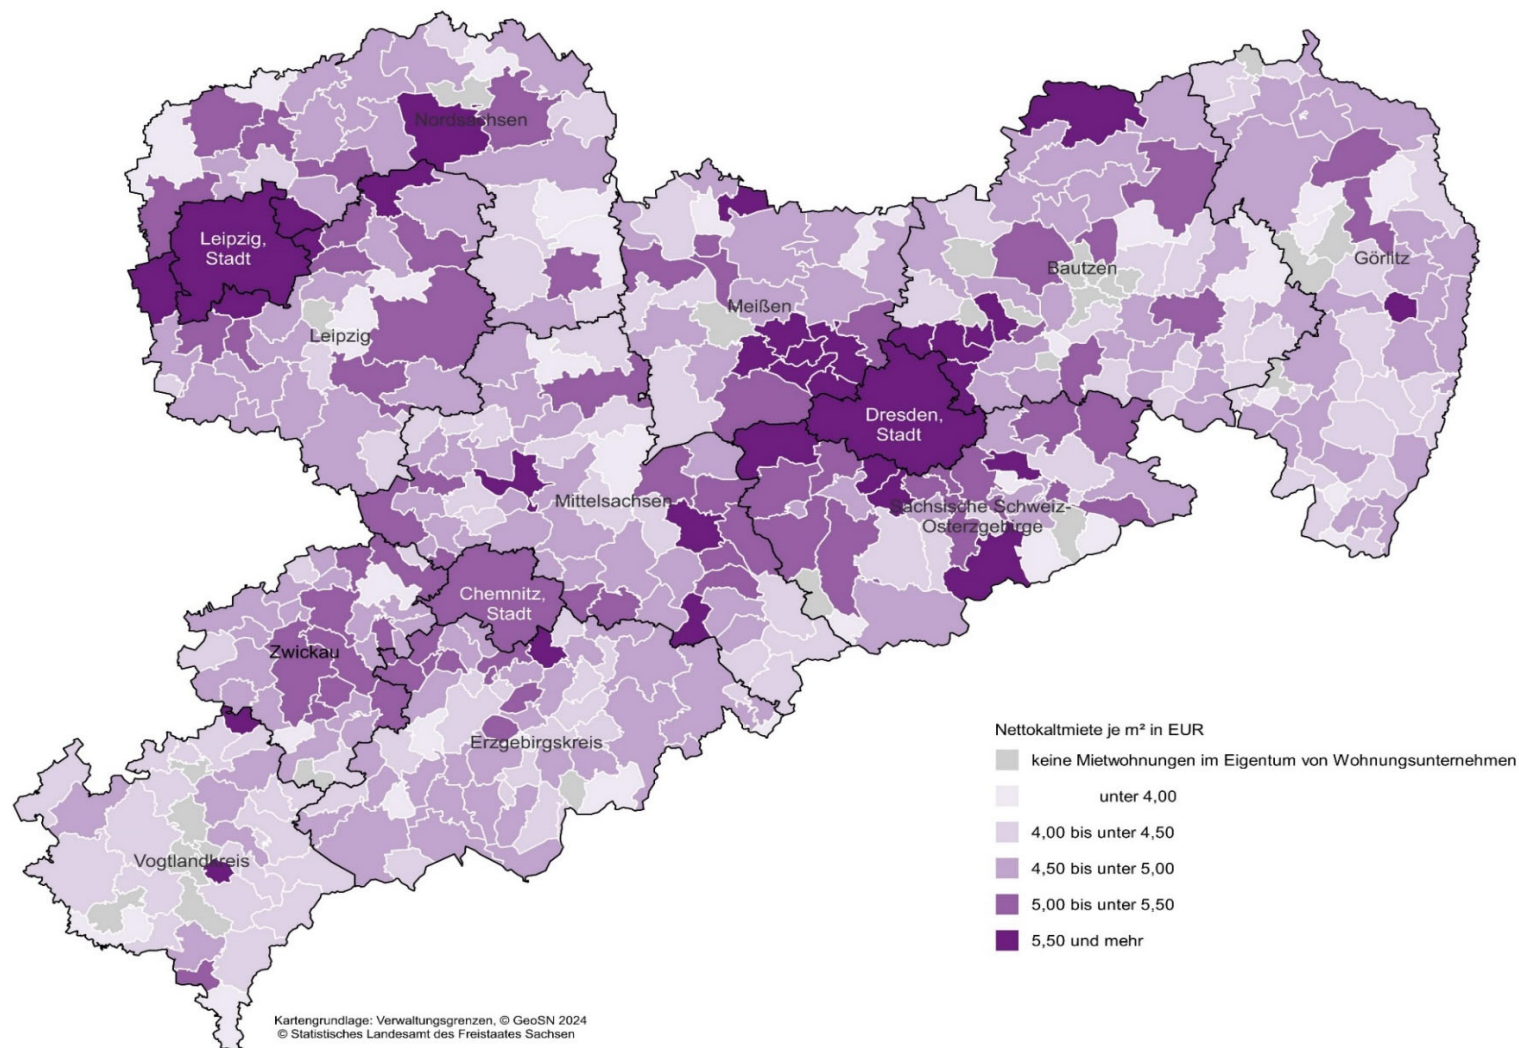 Nordsachsen
Leipzig,
Stadt
Leipzig
Meißen
Bautzen
Görlitz
Dresden,
Stadt
Mittelsachsen
Sächsische Schweiz-
Osterzgebirge
Chemnitz,
Stadt
Zwickau
Erzgebirgskreis
Vogtlandkreis
Nettokaltmiete je m² in EUR
keine Mietwohnungen im Eigentum von Wohnungsunternehmen
unter 4,00
4,00 bis unter 4,50
4,50 bis unter 5,00
5,00 bis unter 5,50
5,50 und mehr
Kartengrundlage: Verwaltungsgrenzen, © GeoSN 2024
© Statistisches Landesamt des Freistaates Sachsen